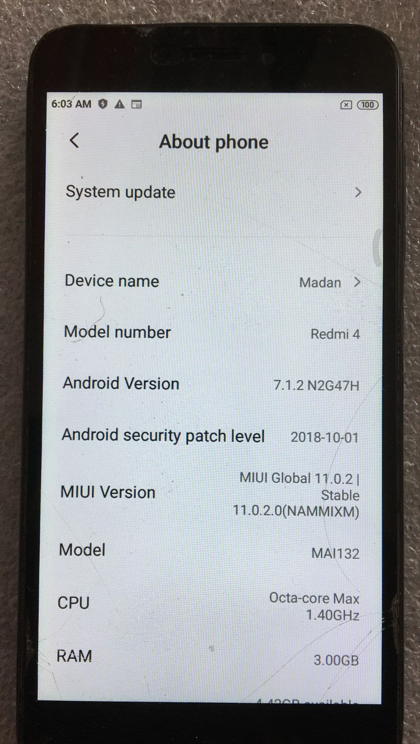 6:03 AM 100
About phone
System update
Device name Madan
Model number Redmi 4
Android Version 7.1.2 N2G47H
Android security patch level 2018-10-01
MIUI Global 11.0.2 |
MIUI Version Stable
11.0.2.0(NAMMIXM)
Model MAI132
CPU Octa-core Max
1.40GHz
RAM 3.00GB